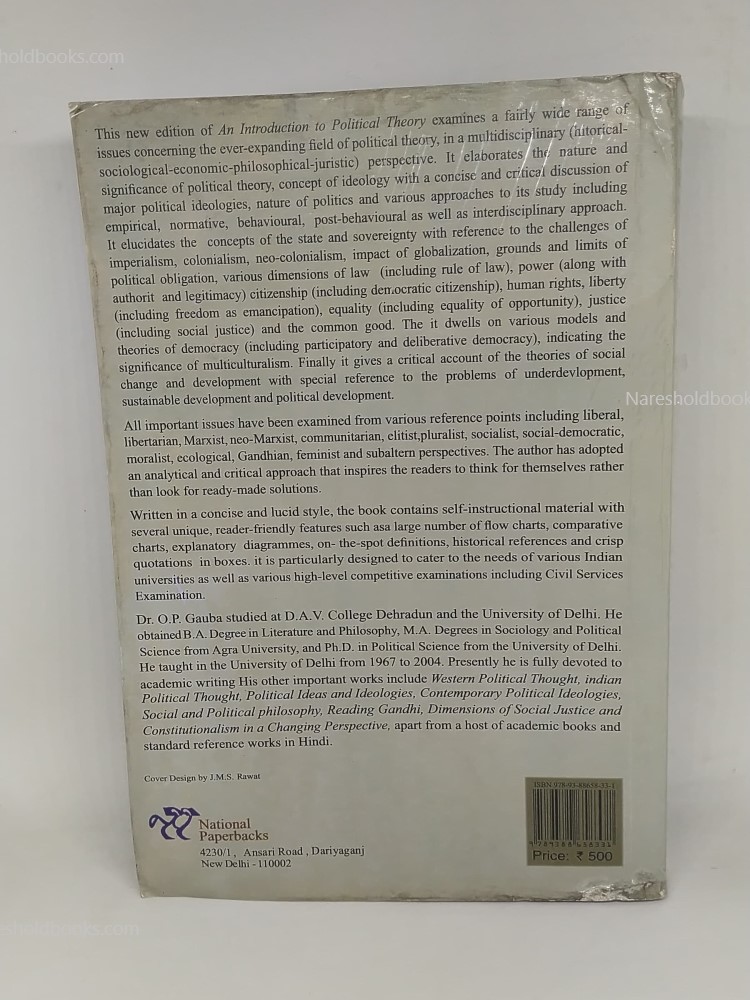 holdbooks.com
This new edition of An Introduction to Political Theory examines a fairly wide range of
issues concerning the ever-expanding field of political theory, in a multidisciplinary (hitorical-
sociological-economic-philosophical-juristic) perspective. It elaborates the nature and
significance of political theory, concept of ideology with a concise and critical discussion of
major political ideologies, nature of politics and various approaches to its study including
empirical, normative, behavioural, post-behavioural as well as interdisciplinary approach.
It elucidates the concepts of the state and sovereignty with reference to the challenges of
imperialism, colonialism, neo-colonialism, impact of globalization, grounds and limits of
political obligation, various dimensions of law (including rule of law), power (along with
authorit and legitimacy) citizenship (including democratic citizenship), human rights, liberty
(including freedom as emancipation), equality (including equality of opportunity), justice
(including social justice) and the common good. The it dwells on various models and
theories of democracy (including participatory and deliberative democracy), indicating the
significance of multiculturalism. Finally it gives a critical account of the theories of social
change and development with special reference to the problems of underdevlopment,
sustainable development and political development.
Naresholdbook
All important issues have been examined from various reference points including liberal,
libertarian, Marxist, neo-Marxist, communitarian, elitist,pluralist, socialist, social-democratic,
moralist, ecological, Gandhian, feminist and subaltern perspectives. The author has adopted
an analytical and critical approach that inspires the readers to think for themselves rather
than look for ready-made solutions.
Written in a concise and lucid style, the book contains self-instructional material with
several unique, reader-friendly features such asa large number of flow charts, comparative
charts, explanatory diagrammes, on- the-spot definitions, historical references and crisp
quotations in boxes. it is particularly designed to cater to the needs of various Indian
universities as well as various high-level competitive examinations including Civil Services
Examination.
Dr. O.P. Gauba studied at D.A.V. College Dehradun and the University of Delhi. He
obtained B.A. Degree in Literature and Philosophy, M.A. Degrees in Sociology and Political
Science from Agra University, and Ph.D. in Political Science from the University of Delhi.
He taught in the University of Delhi from 1967 to 2004. Presently he is fully devoted to
academic writing His other important works include Western Political Thought, indian
Political Thought, Political Ideas and Ideologies, Contemporary Political Ideologies,
Social and Political philosophy, Reading Gandhi, Dimensions of Social Justice and
Constitutionalism in a Changing Perspective, apart from a host of academic books and
standard reference works in Hindi.
Cover Design by J.M.S. Rawat
National
Paperbacks
4230/1, Ansari Road, Dariyaganj
New Delhi - 110002
ISBN 978-93-88658-33-1
9 789388 658331
Price: ₹ 500
holdbooks.com